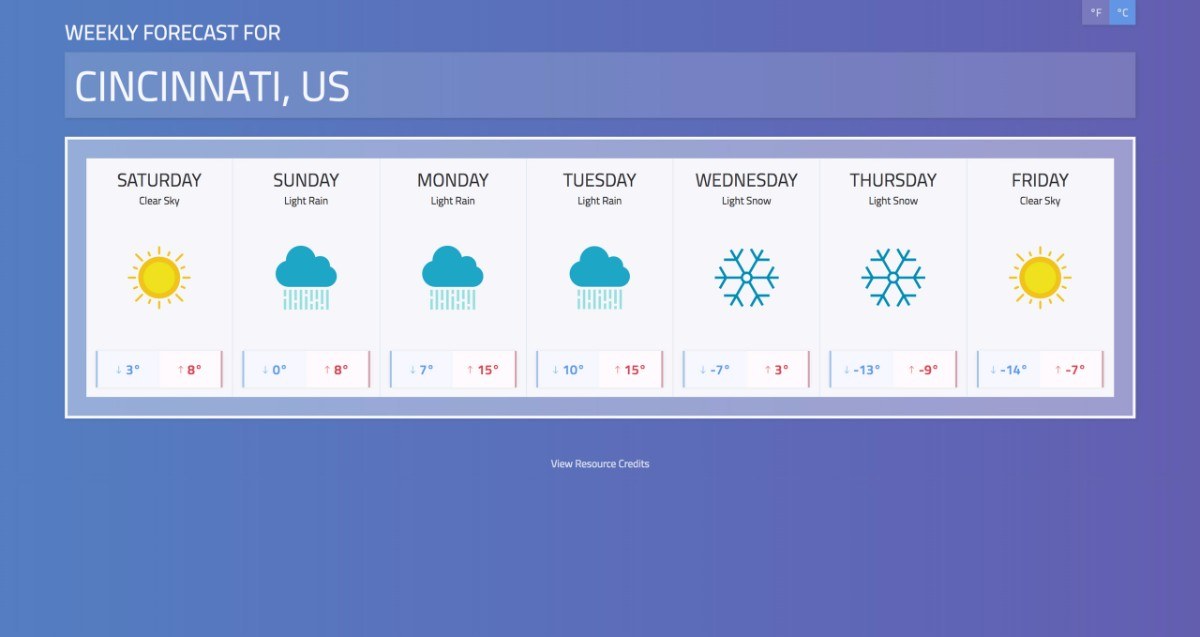 °F °C
WEEKLY FORECAST FOR
CINCINNATI, US
SATURDAY SUNDAY MONDAY TUESDAY WEDNESDAY THURSDAY FRIDAY
Clear Sky Light Rain Light Rain Light Rain Light Snow Light Snow Clear Sky
↓ 3° ↑ 8° ↓ 0° ↑ 8° ↓ 7° ↑ 15° ↓ 10° ↑ 15° ↓ -7° ↑ 3° ↓ -13° ↑ -9° ↓ -14° ↑ -7°
View Resource Credits